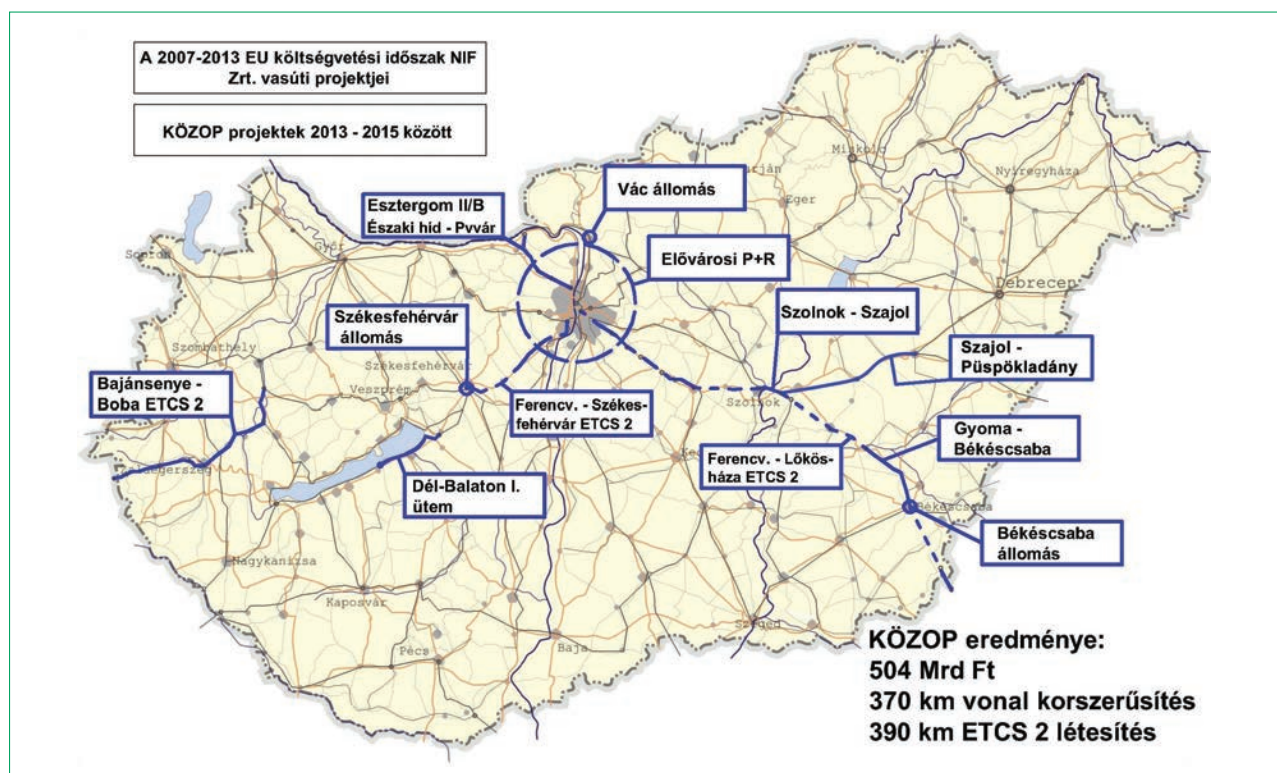 A 2007-2013 EU költségvetési időszak NIF
Zrt. vasúti projektjei
KÖZOP projektek 2013 - 2015 között
Esztergom II/B
Északi híd - Pvvár
Vác állomás
Elővárosi P+R
Székesfehérvár
állomás
Szolnok - Szajol
Szajol -
Püspökladány
Bajánsenye -
Boba ETCS 2
Ferencv. - Székes-
fehérvár ETCS 2
Gyoma -
Békéscsaba
Ferencv. - Lőkös-
háza ETCS 2
Dél-Balaton I.
ütem
Békéscsaba
állomás
Miskolc
Nyíregyháza
Eger
Győr
Sopron
Debrecen
Szombathely
Székesfehérvár
Veszprém
Szolnok
Békéscsaba
Nagykanizsa
Kaposvár
Szeged
Pécs
Baja
KÖZOP eredménye:
504 Mrd Ft
370 km vonal korszerűsítés
390 km ETCS 2 létesítés